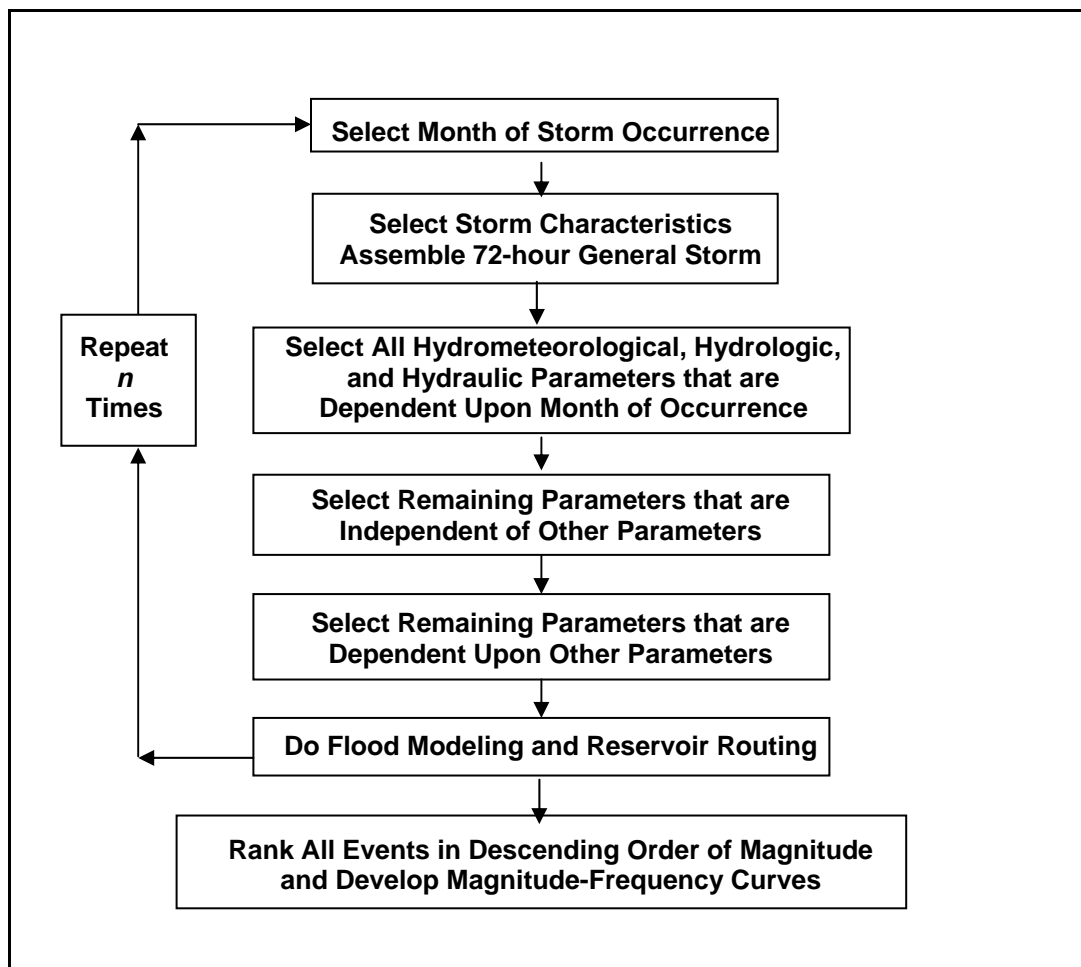 Select Month of Storm Occurrence
Select Storm Characteristics
Assemble 72-hour General Storm
Repeat
n
Times
Select All Hydrometeorological, Hydrologic,
and Hydraulic Parameters that are
Dependent Upon Month of Occurrence
Select Remaining Parameters that are
Independent of Other Parameters
Select Remaining Parameters that are
Dependent Upon Other Parameters
Do Flood Modeling and Reservoir Routing
Rank All Events in Descending Order of Magnitude
and Develop Magnitude-Frequency Curves